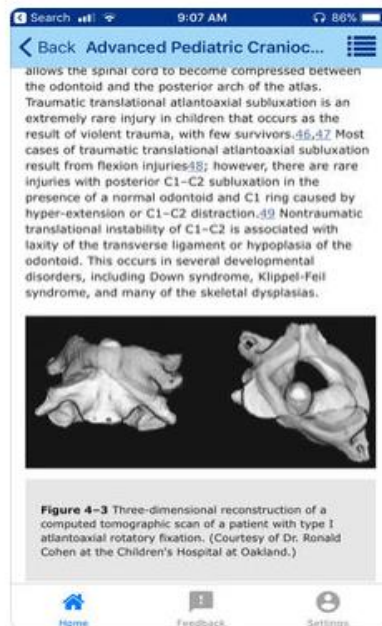 Search 9:07 AM 86%
Back Advanced Pediatric Cranioc...
allows the spinal cord to become compressed between
the odontoid and the posterior arch of the atlas.
Traumatic translational atlantoaxial subluxation is an
extremely rare injury in children that occurs as the
result of violent trauma, with few survivors.46,47 Most
cases of traumatic translational atlantoaxial subluxation
result from flexion injuries48; however, there are rare
injuries with posterior C1–C2 subluxation in the
presence of a normal odontoid and C1 ring caused by
hyper-extension or C1–C2 distraction.49 Nontraumatic
translational instability of C1–C2 is associated with
laxity of the transverse ligament or hypoplasia of the
odontoid. This occurs in several developmental
disorders, including Down syndrome, Klippel-Feil
syndrome, and many of the skeletal dysplasias.
Figure 4–3 Three-dimensional reconstruction of a
computed tomographic scan of a patient with type I
atlantoaxial rotatory fixation. (Courtesy of Dr. Ronald
Cohen at the Children's Hospital at Oakland.)
Home Feedback Settings